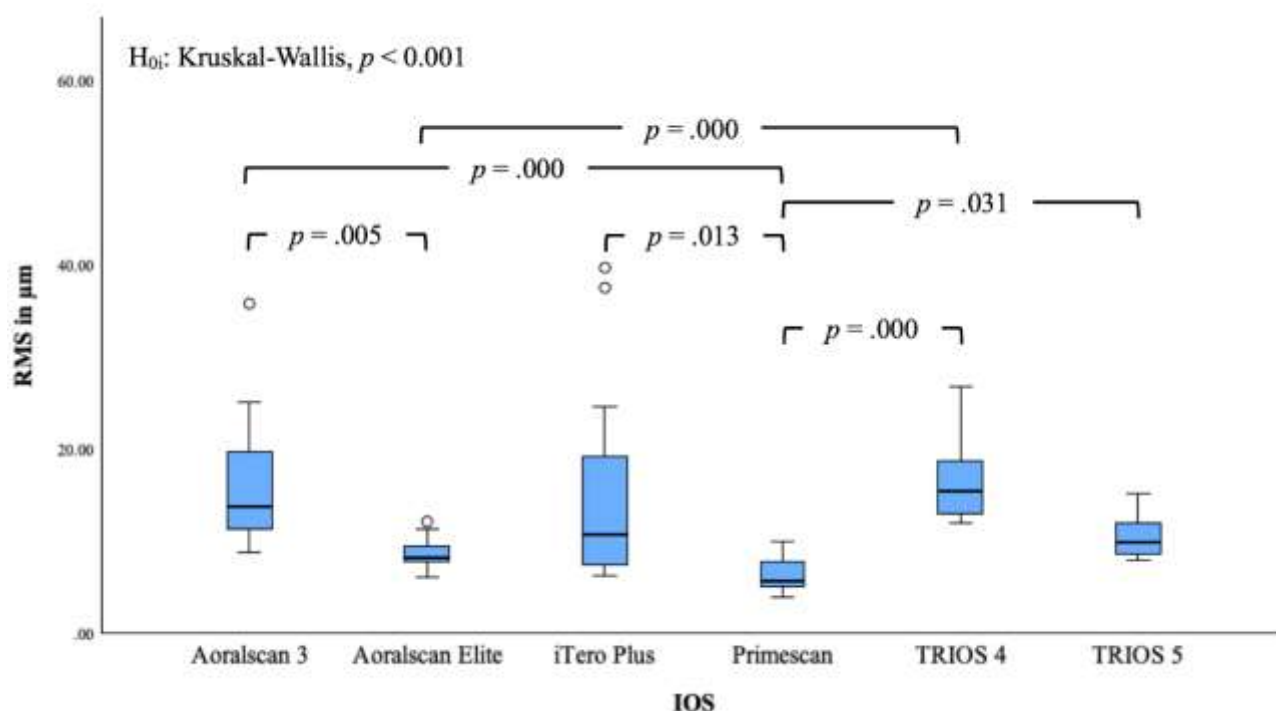 H₀ᵢ: Kruskal-Wallis, p < 0.001
60.00
p = .000
p = .000
p = .031
p = .005
p = .013
40.00
p = .000
RMS in µm
20.00
.00
Aoralscan 3
Aoralscan Elite
iTero Plus
Primescan
TRIOS 4
TRIOS 5
IOS